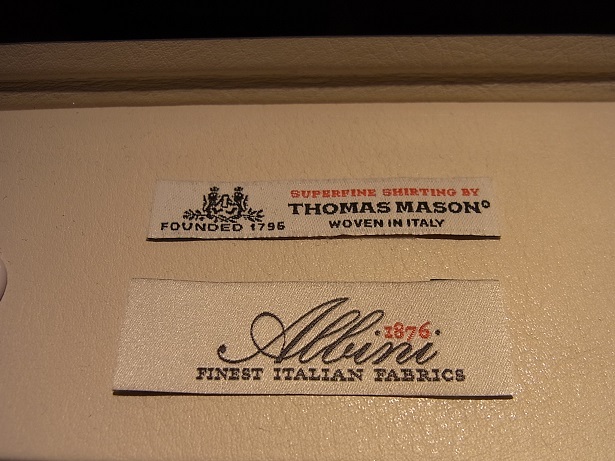 SUPERFINE SHIRTING BY
THOMAS MASON
FOUNDED 1796
WOVEN IN ITALY
1876
Albini
FINEST ITALIAN FABRICS